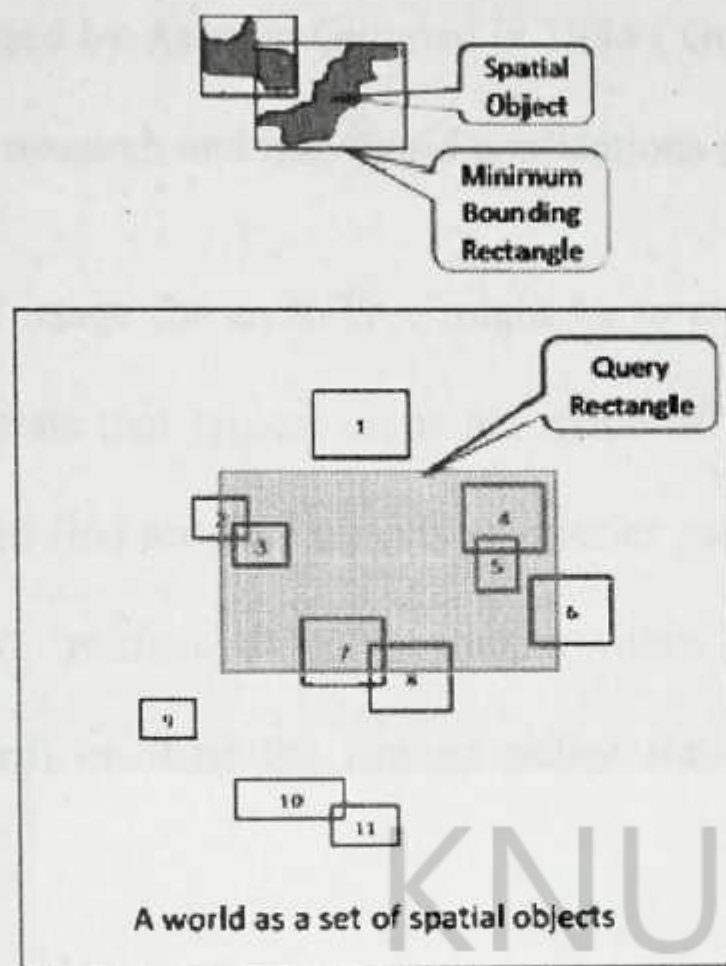 Spatial
Object
Minimum
Bounding
Rectangle
Query
Rectangle
1
2
3
4
5
6
7
8
9
10
11
A world as a set of spatial objects
KNU